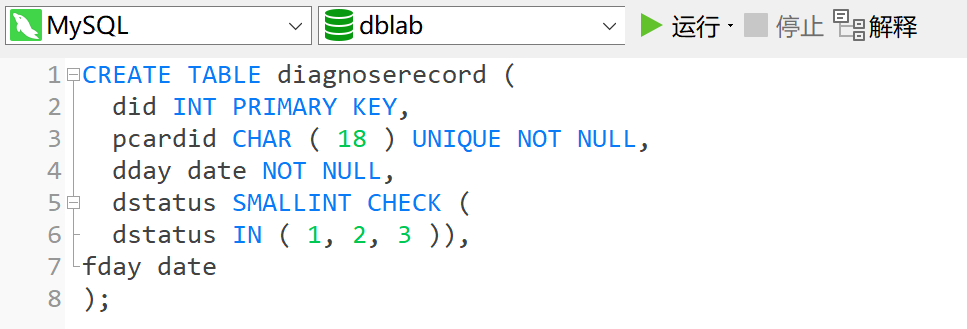 MySQL dblab 运行 停止 解释
1 CREATE TABLE diagnoserecord (
2 did INT PRIMARY KEY,
3 pcardid CHAR ( 18 ) UNIQUE NOT NULL,
4 dday date NOT NULL,
5 dstatus SMALLINT CHECK (
6 dstatus IN ( 1, 2, 3 )),
7 fday date
8 );